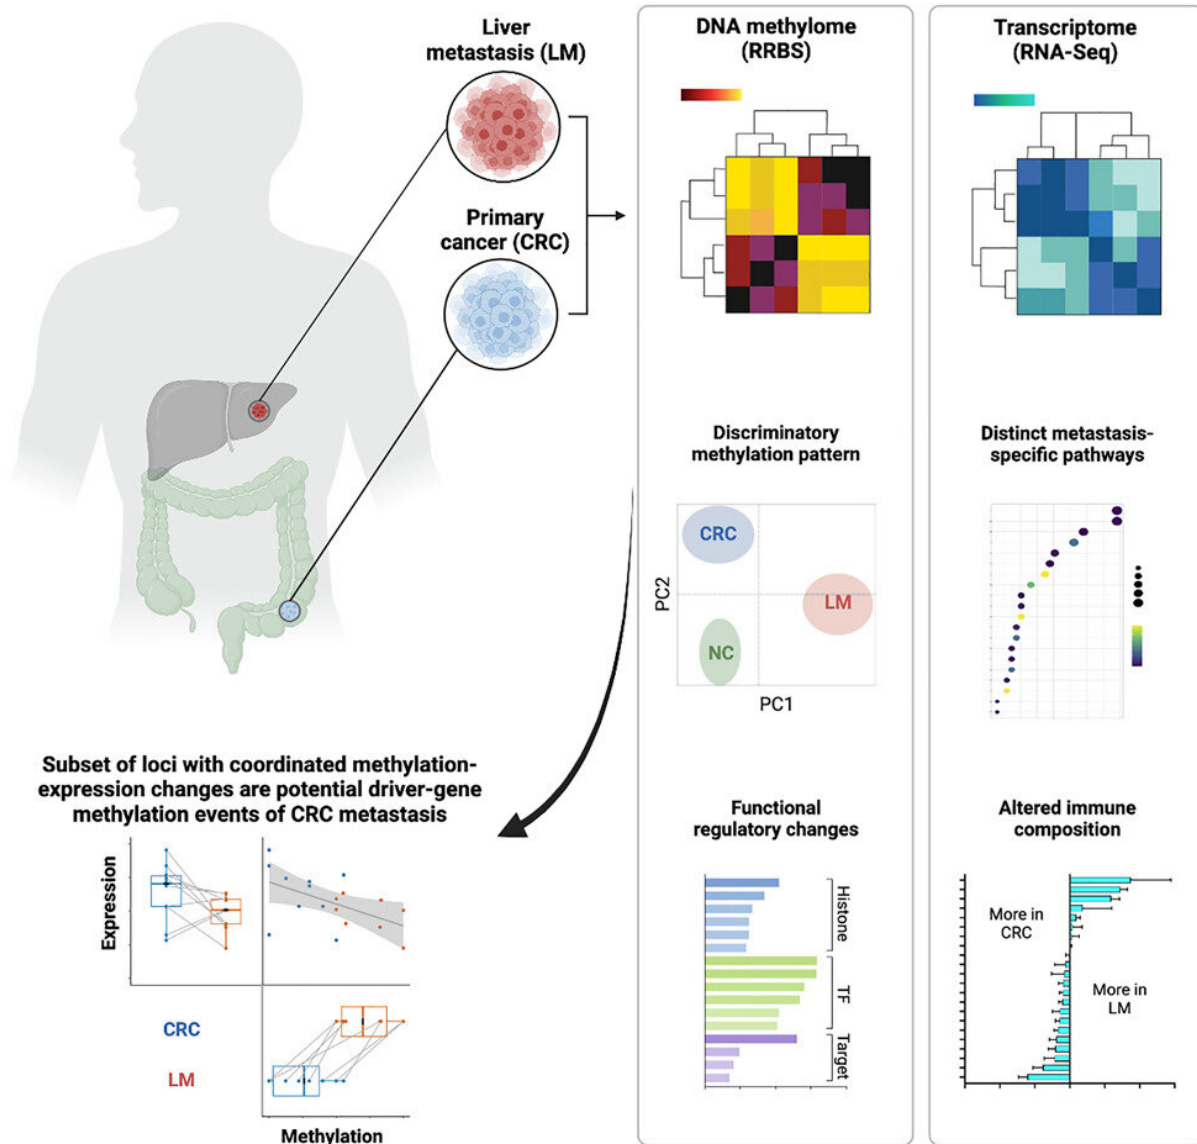 Liver
metastasis (LM)
Primary
cancer (CRC)
DNA methylome
(RRBS)
Discriminatory
methylation pattern
CRC
LM
NC
PC2
PC1
Functional
regulatory changes
Histone
TF
Target
Transcriptome
(RNA-Seq)
Distinct metastasis-
specific pathways
Altered immune
composition
More in
CRC
More in
LM
Subset of loci with coordinated methylation-
expression changes are potential driver-gene
methylation events of CRC metastasis
Expression
CRC
LM
Methylation